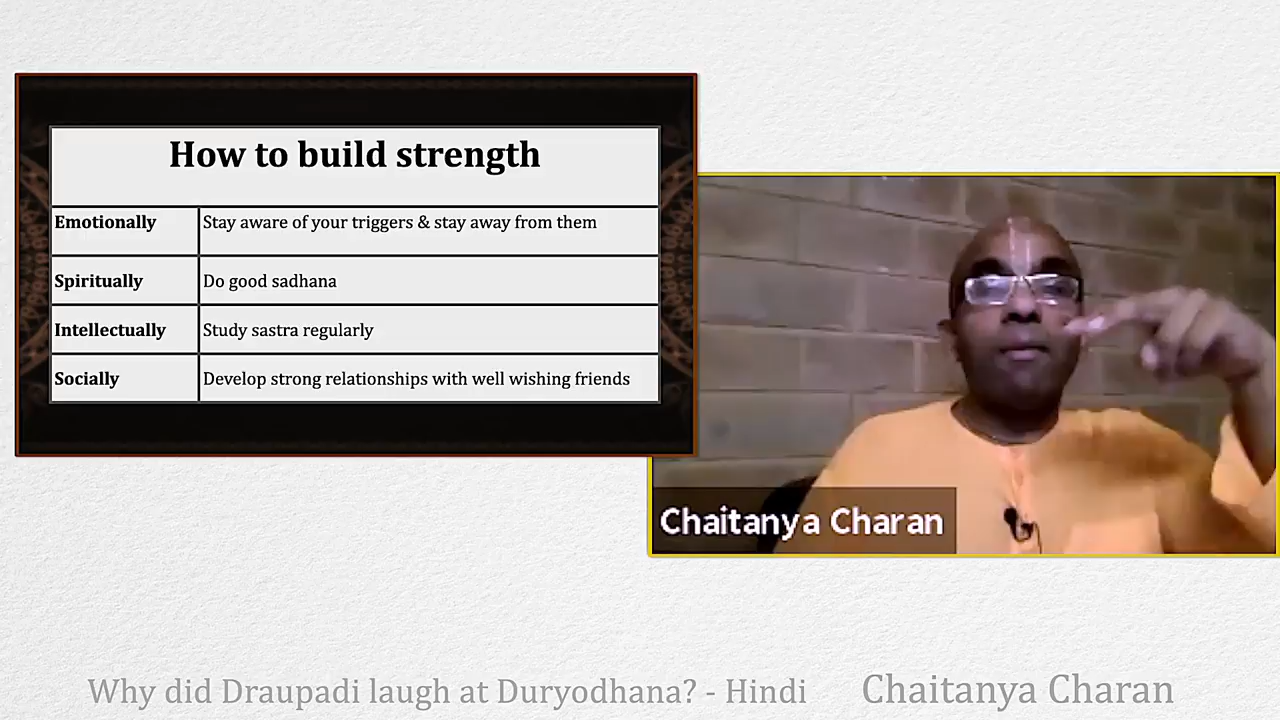 How to build strength
Emotionally Stay aware of your triggers & stay away from them
Spiritually Do good sadhana
Intellectually Study sastra regularly
Socially Develop strong relationships with well wishing friends
Chaitanya Charan
Why did Draupadi laugh at Duryodhana? - Hindi Chaitanya Charan